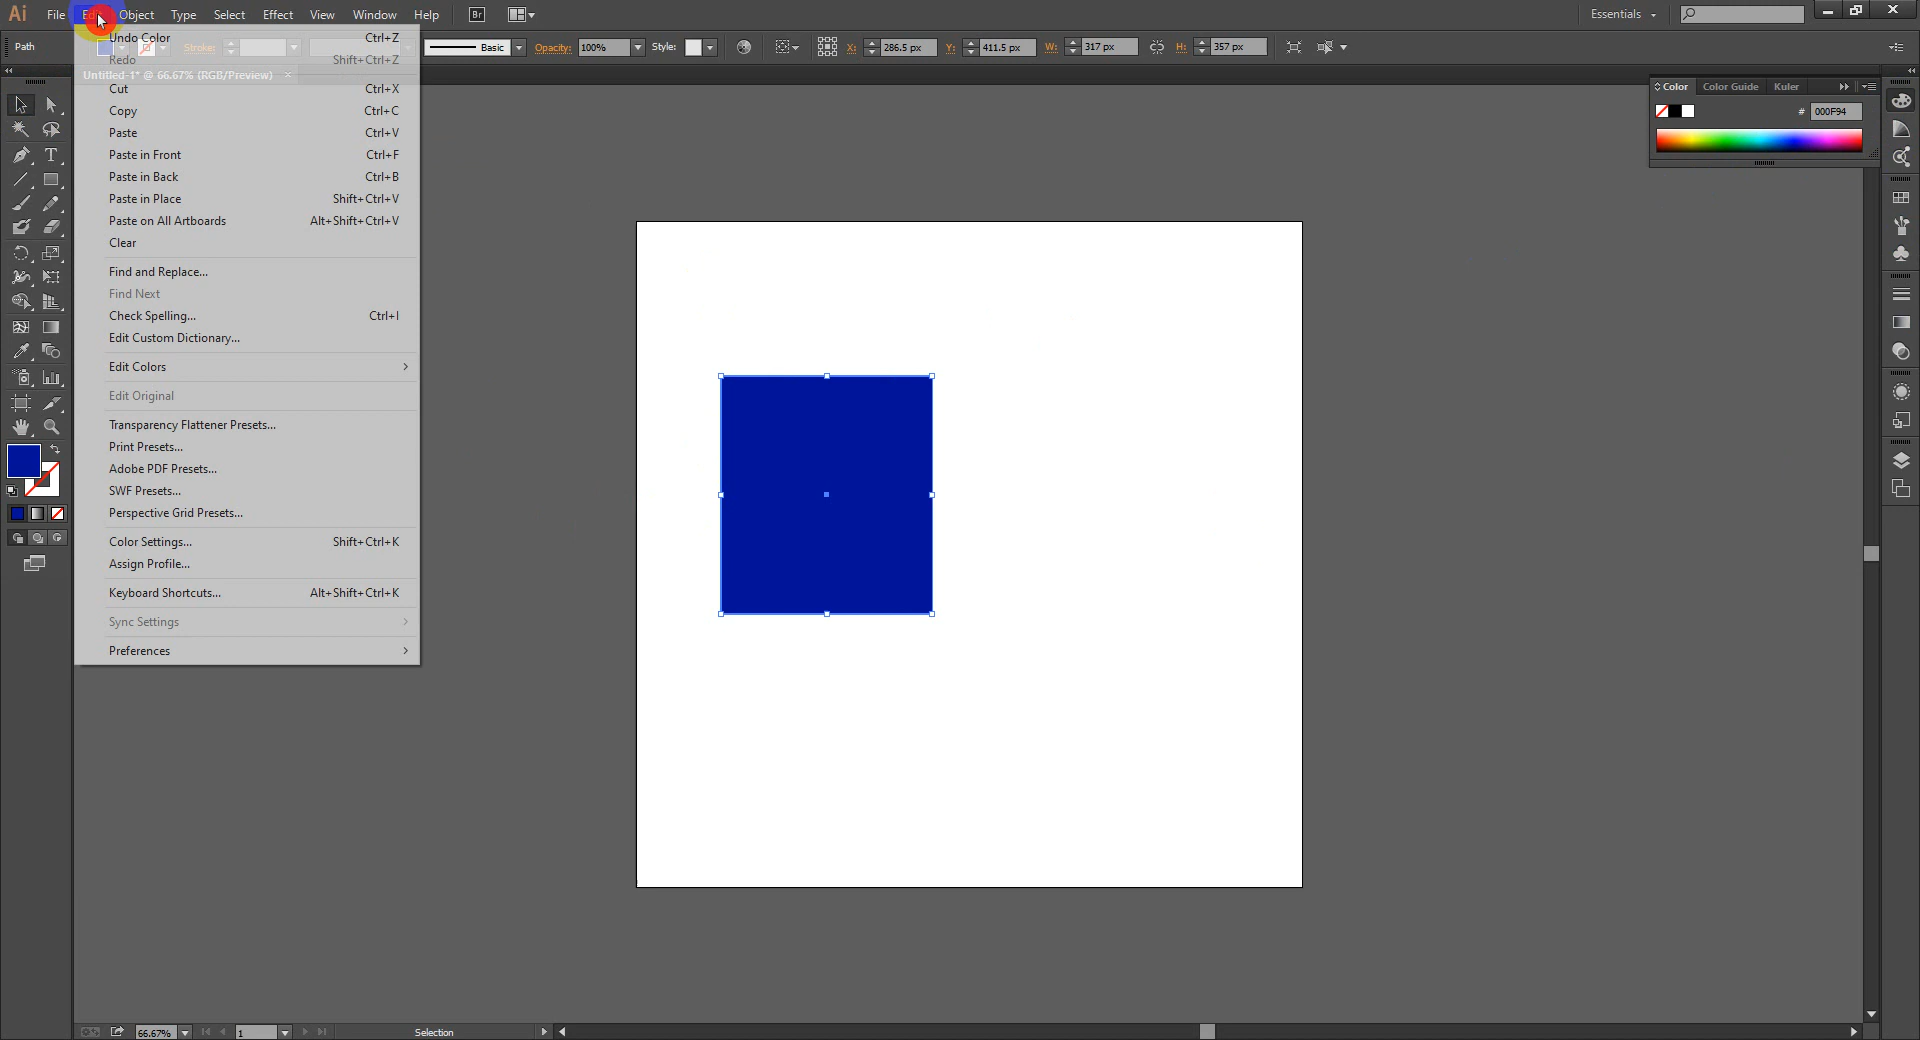 Ai File Edit Object Type Select Effect View Window Help Br Essentials
Path Stroke: Basic Opacity: 100% Style: X: 286.5 px Y: 411.5 px W: 317 px H: 357 px
Untitled-1* @ 66.67% (RGB/Preview) ×
Undo Color Ctrl+Z
Redo Shift+Ctrl+Z
Cut Ctrl+X
Copy Ctrl+C
Paste Ctrl+V
Paste in Front Ctrl+F
Paste in Back Ctrl+B
Paste in Place Shift+Ctrl+V
Paste on All Artboards Alt+Shift+Ctrl+V
Clear
Find and Replace...
Find Next
Check Spelling... Ctrl+I
Edit Custom Dictionary...
Edit Colors
Edit Original
Transparency Flattener Presets...
Print Presets...
Adobe PDF Presets...
SWF Presets...
Perspective Grid Presets...
Color Settings... Shift+Ctrl+K
Assign Profile...
Keyboard Shortcuts... Alt+Shift+Ctrl+K
Sync Settings
Preferences
Color Color Guide Kuler
# 000F94
66.67% 1 Selection